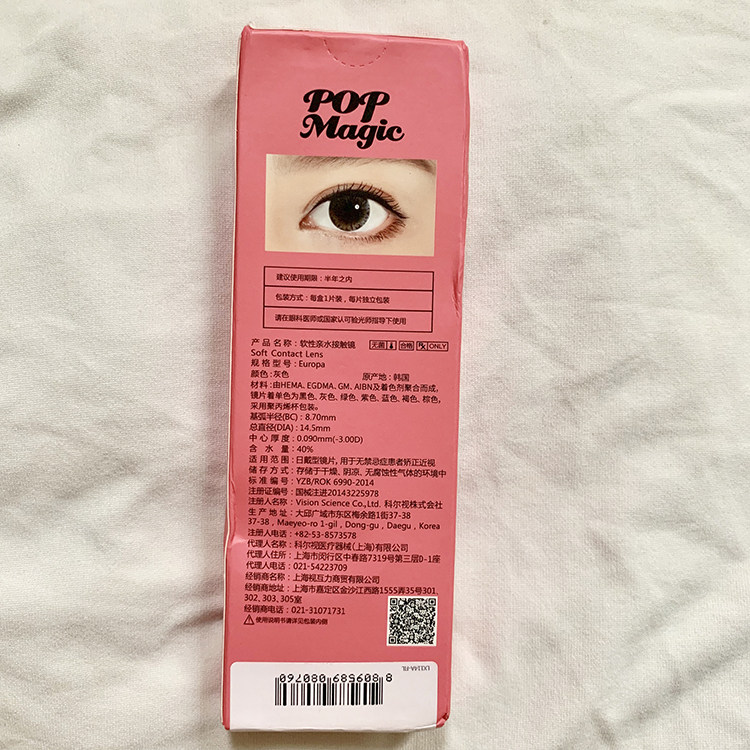 POP
Magic
建议使用期限：半年之内
包装方式：每盒1片装，每片独立包装
请在眼科医师或国家认可验光师指导下使用
产品名称：软性亲水接触镜 无菌 合格 Rx ONLY
Soft Contact Lens
规格型号：Europa
颜色：灰色 原产地：韩国
材料：由HEMA、EGDMA、GM、AIBN及着色剂聚合而成，
镜片着单色为黑色、灰色、绿色、紫色、蓝色、褐色、棕色，
采用聚丙烯杯包装。
基弧半径(BC)：8.70mm
总直径(DIA)：14.5mm
中心厚度：0.090mm(-3.00D)
含水量：40%
适用范围：日戴型镜片，用于无禁忌症患者矫正近视
储存方式：存储于干燥、阴凉、无腐蚀性气体的环境中
标准编号：YZB/ROK 6990-2014
注册证编号：国械注进20143225978
注册人名称：Vision Science Co.,Ltd. 科尔视株式会社
生产地址：大邱广域市东区梅余路1街37-38
37-38, Maeyeo-ro 1-gil , Dong-gu , Daegu , Korea
注册人电话：+82-53-8573578
代理人名称：科尔视医疗器械(上海)有限公司
代理人住所：上海市闵行区中春路7319号第三层D-1座
代理人电话：021-54223709
经销商名称：上海视互力商贸有限公司
经销商地址：上海市嘉定区金沙江西路1555弄35号301、
302、303、305室
经销商电话：021-31071731
使用说明书请详见包装内侧
8809589080760